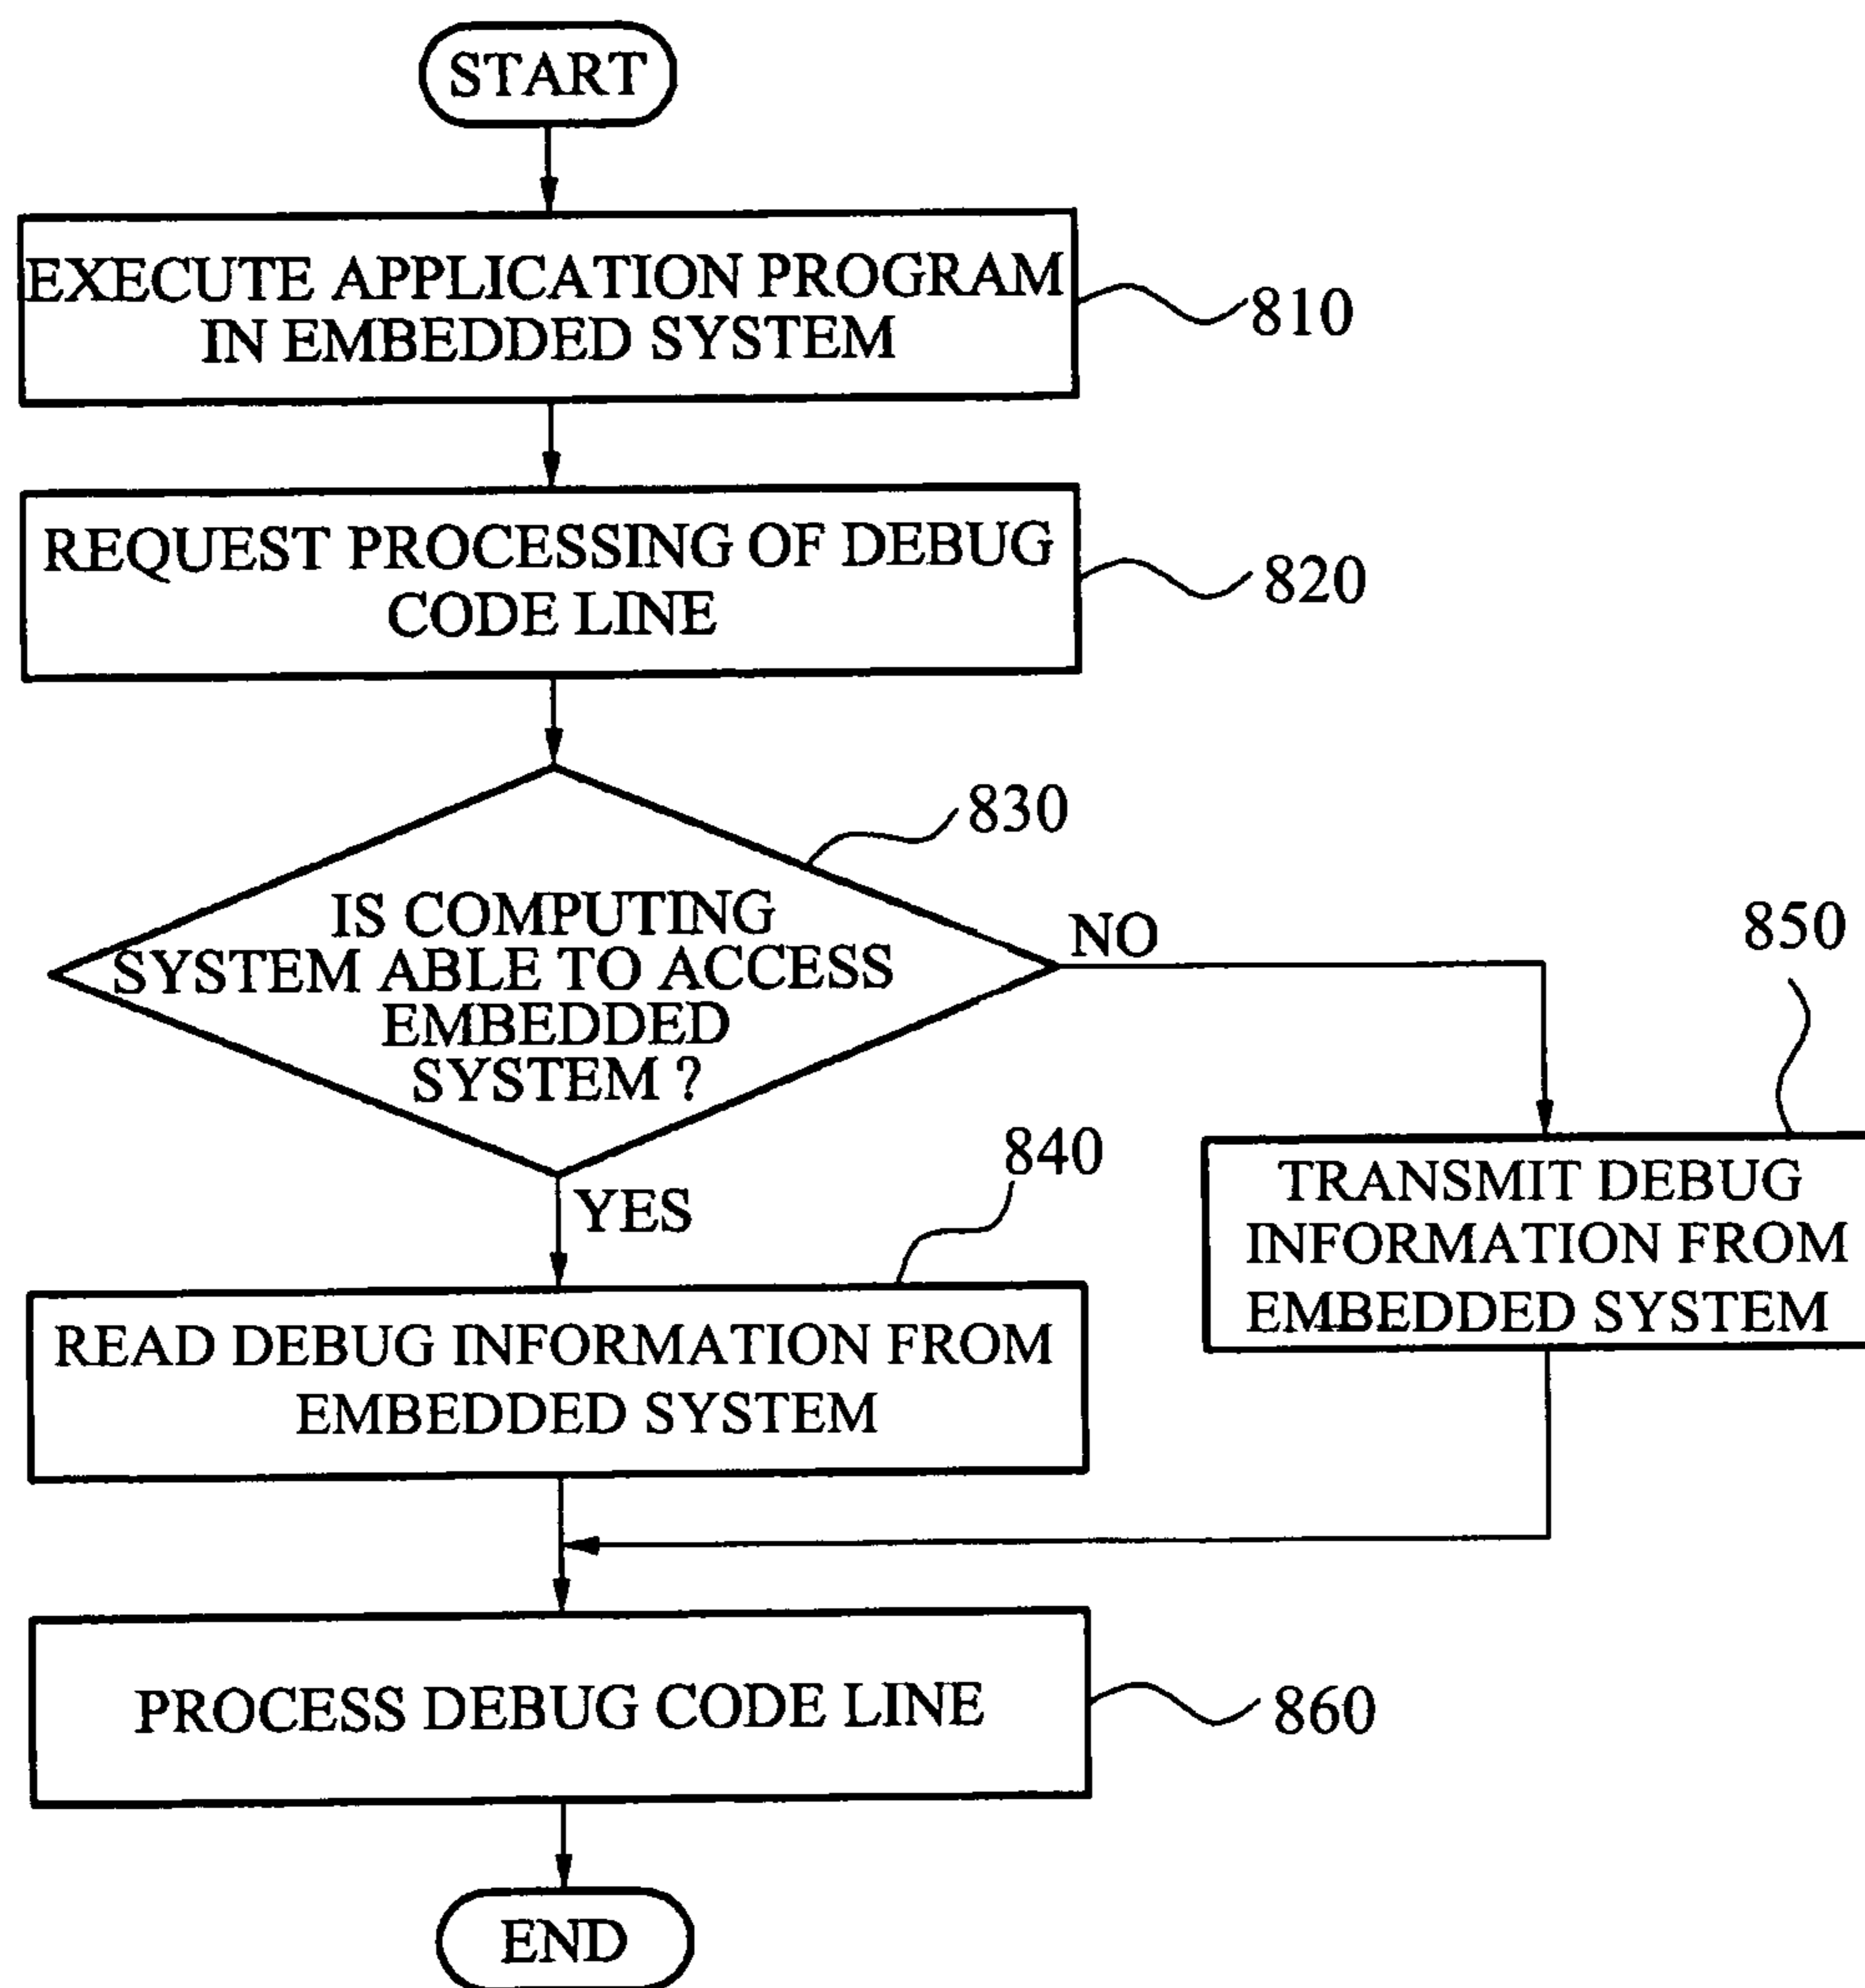 START
EXECUTE APPLICATION PROGRAM
IN EMBEDDED SYSTEM
810
REQUEST PROCESSING OF DEBUG
CODE LINE
820
830
IS COMPUTING
SYSTEM ABLE TO ACCESS
EMBEDDED
SYSTEM ?
NO
850
YES
840
TRANSMIT DEBUG
INFORMATION FROM
EMBEDDED SYSTEM
READ DEBUG INFORMATION FROM
EMBEDDED SYSTEM
PROCESS DEBUG CODE LINE
860
END